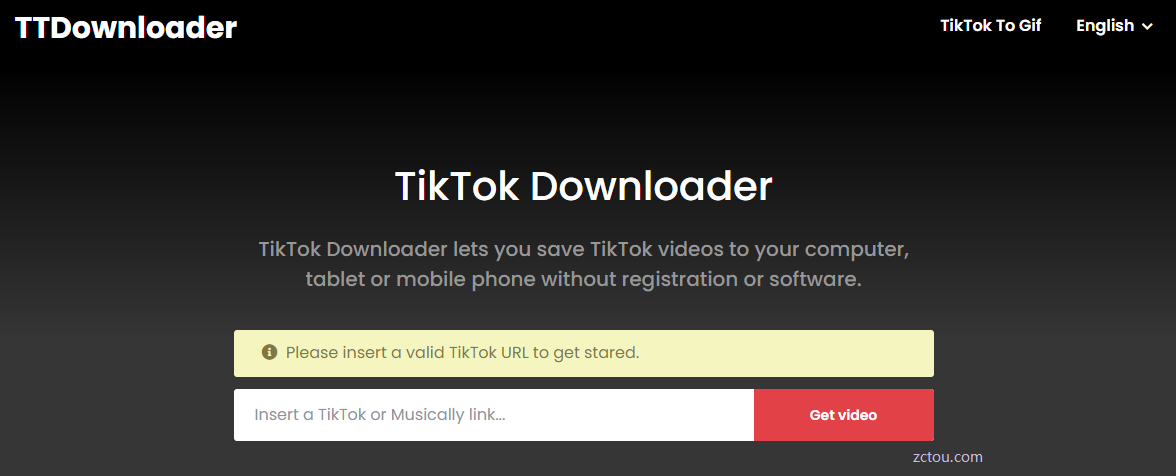 TTDownloader
TikTok To Gif
English
TikTok Downloader
TikTok Downloader lets you save TikTok videos to your computer,
tablet or mobile phone without registration or software.
Please insert a valid TikTok URL to get stared.
Insert a TikTok or Musically link...
Get video
zctou.com